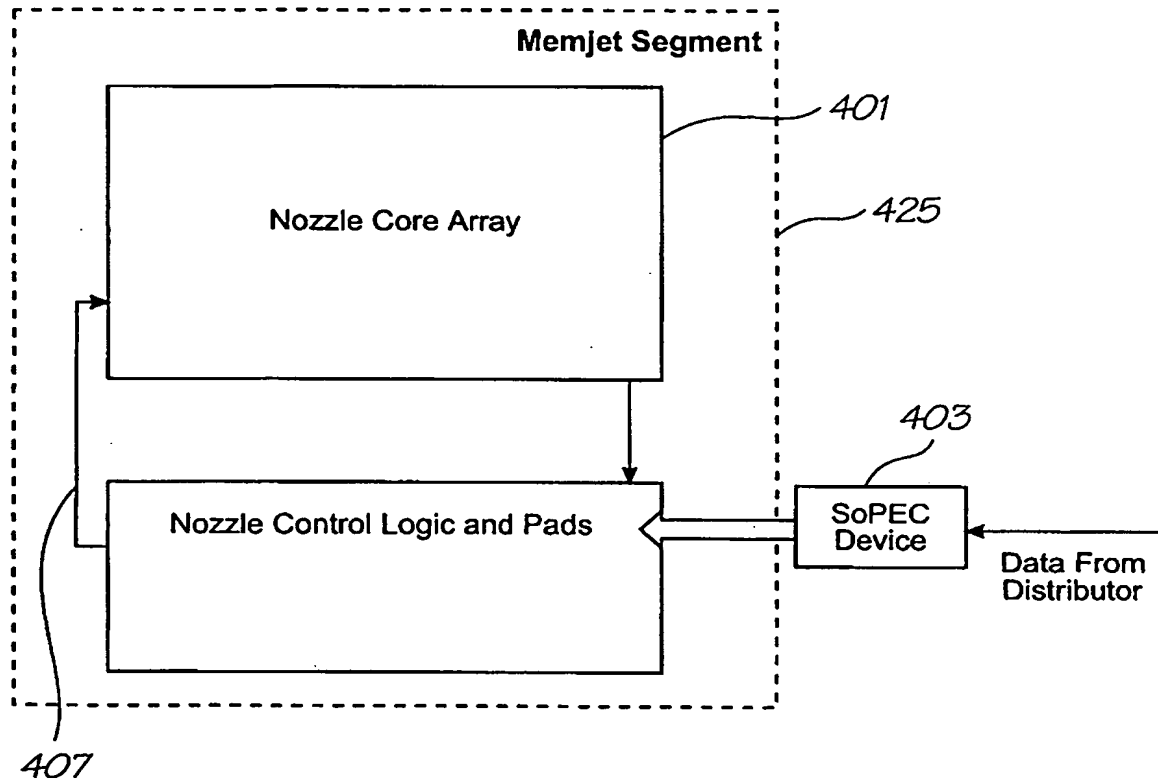 Memjet Segment
401
Nozzle Core Array
425
403
Nozzle Control Logic and Pads
SoPEC
Device
Data From
Distributor
407